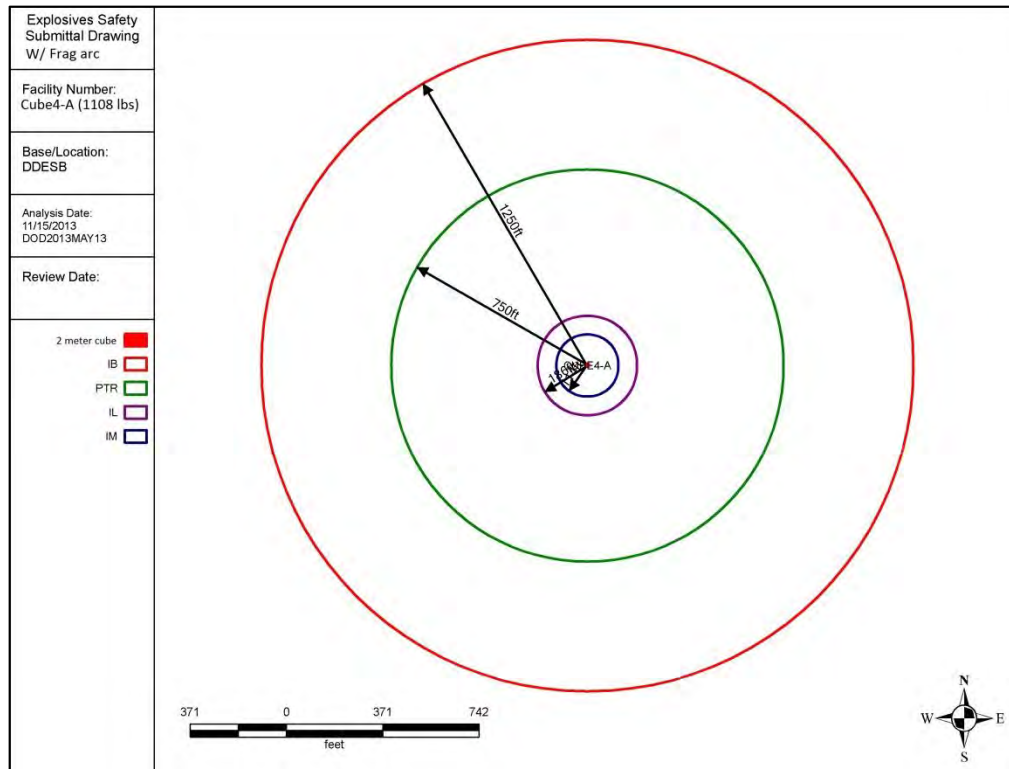 Explosives Safety
Submittal Drawing
W/ Frag arc
Facility Number:
Cube4-A (1108 lbs)
Base/Location:
DDESB
Analysis Date:
11/15/2013
DOD2013MAY13
Review Date:
2 meter cube
IB
PTR
IL
IM
1250ft
750ft
E4-A
371 0 371 742
feet
N
W E
S